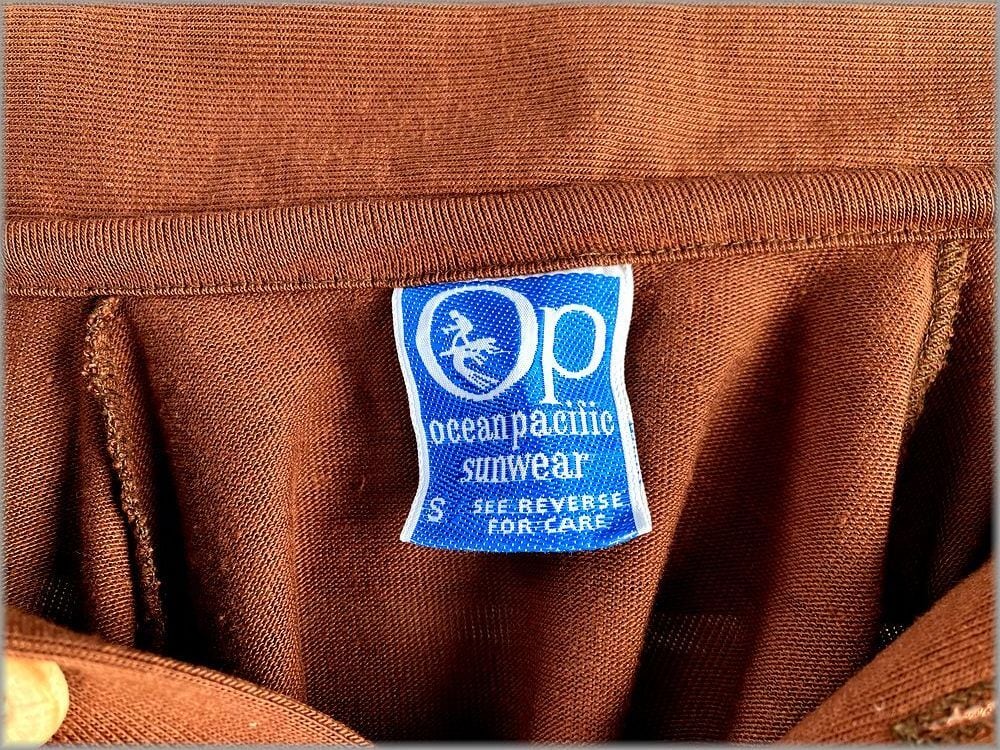 Op
ocean pacific
sunwear
S SEE REVERSE
FOR CARE